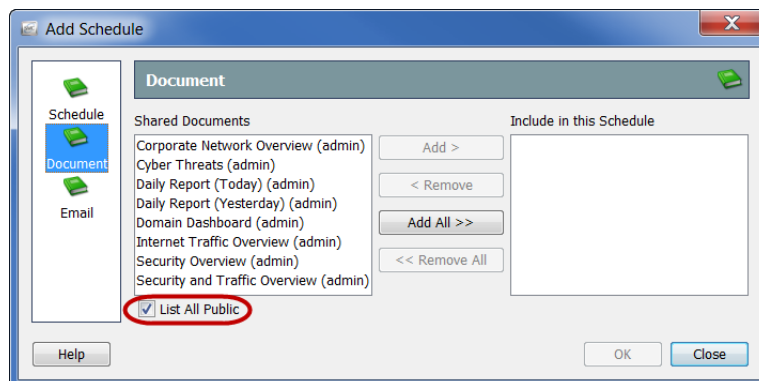 Add Schedule
Schedule
Document
Email
Document
Shared Documents
Corporate Network Overview (admin)
Cyber Threats (admin)
Daily Report (Today) (admin)
Daily Report (Yesterday) (admin)
Domain Dashboard (admin)
Internet Traffic Overview (admin)
Security Overview (admin)
Security and Traffic Overview (admin)
List All Public
Add >
< Remove
Add All >>
<< Remove All
Include in this Schedule
Help
OK
Close